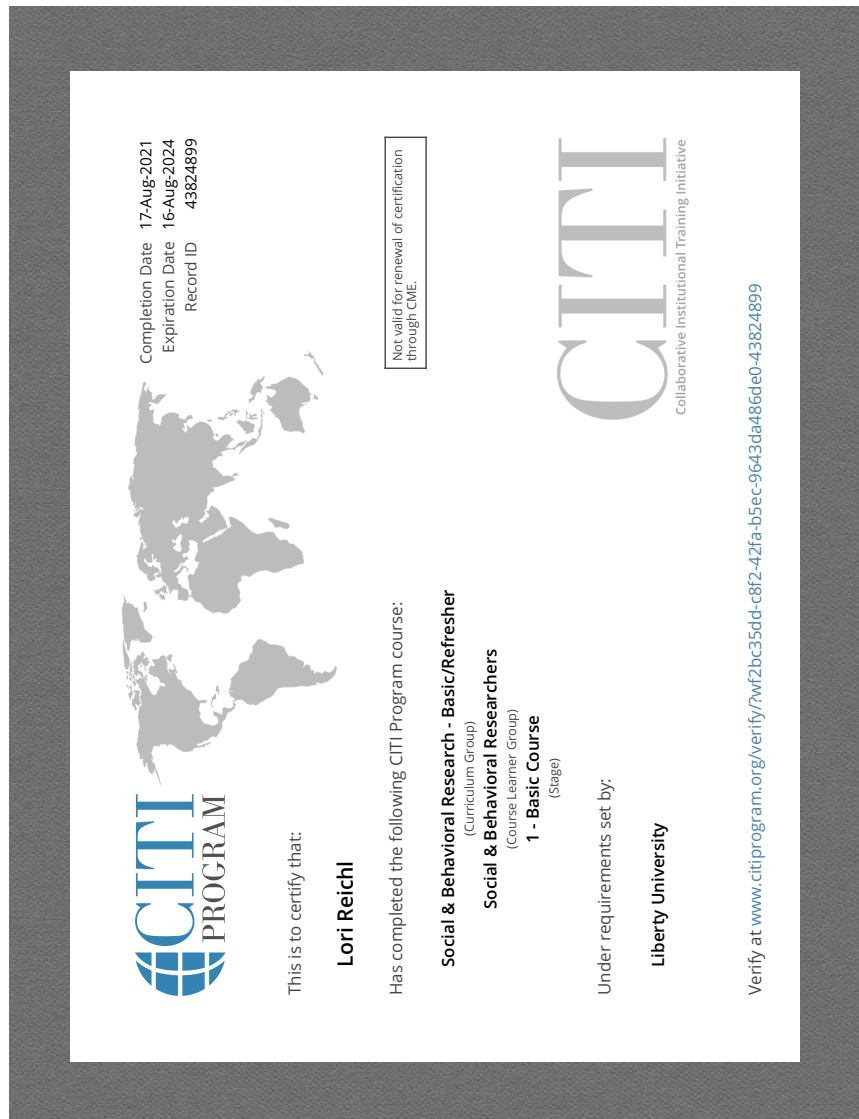 CITI
PROGRAM
Completion Date 17-Aug-2021
Expiration Date 16-Aug-2024
Record ID 43824899
This is to certify that:
Lori Reichl
Has completed the following CITI Program course:
Not valid for renewal of certification
through CME.
Social & Behavioral Research - Basic/Refresher
(Curriculum Group)
Social & Behavioral Researchers
(Course Learner Group)
1 - Basic Course
(Stage)
Under requirements set by:
Liberty University
CITI
Collaborative Institutional Training Initiative
Verify at www.citiprogram.org/verify/?wf2bc35dd-c8f2-42fa-b5ec-9643da486de0-43824899